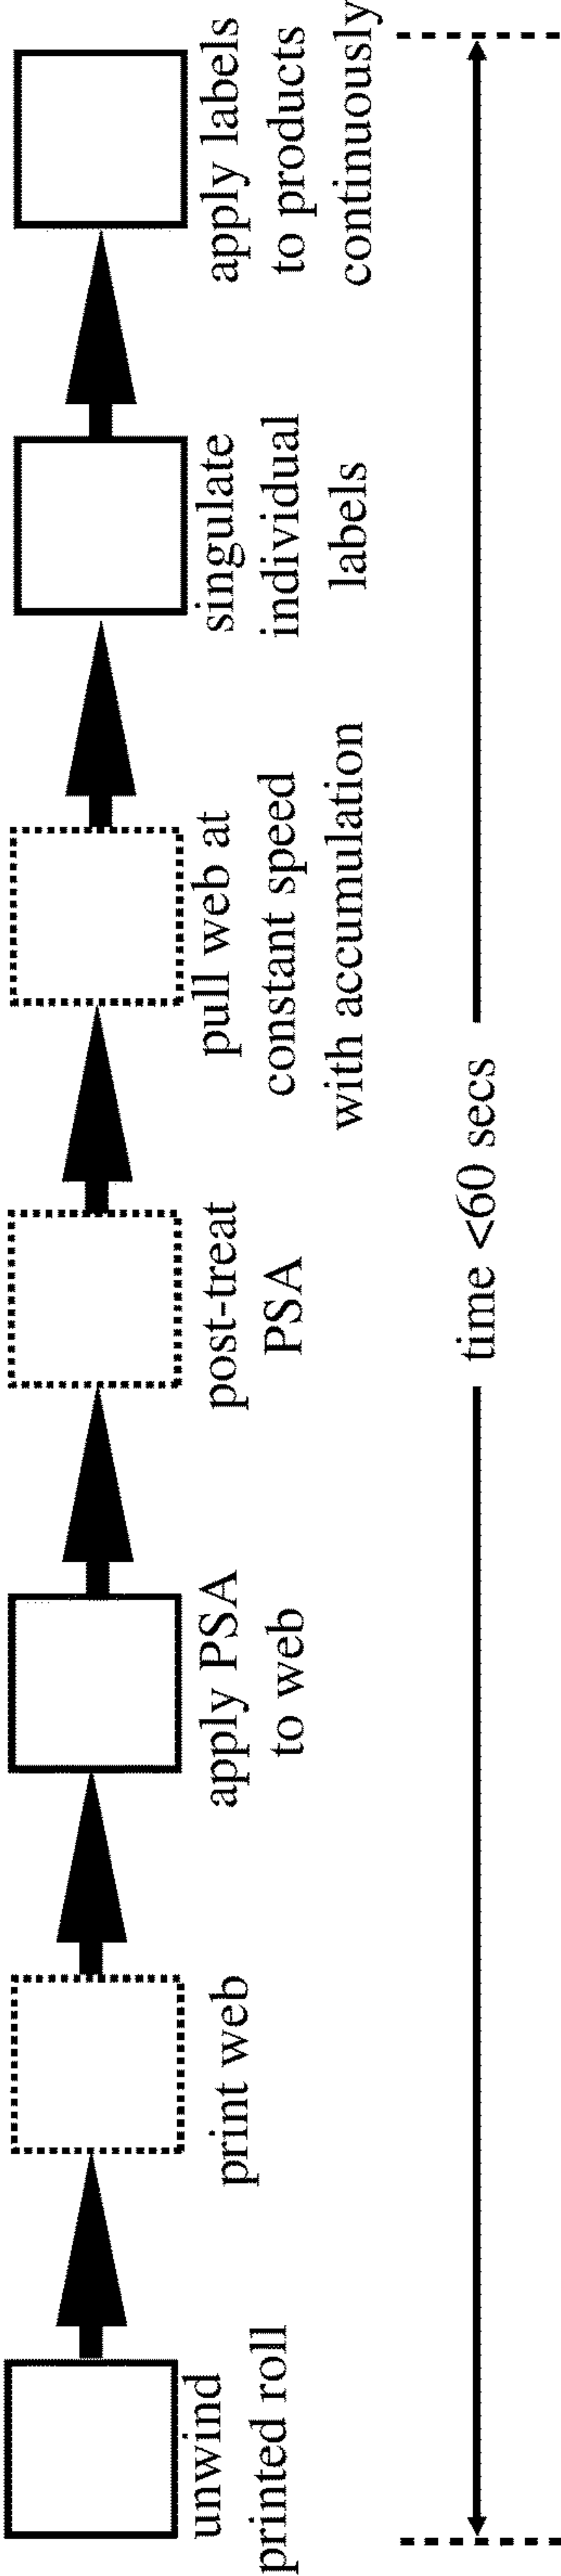 unwind
printed roll
print web
apply PSA
to web
post-treat
PSA
pull web at
constant speed
with accumulation
singulate
individual
labels
apply labels
to products
continuously
time <60 secs